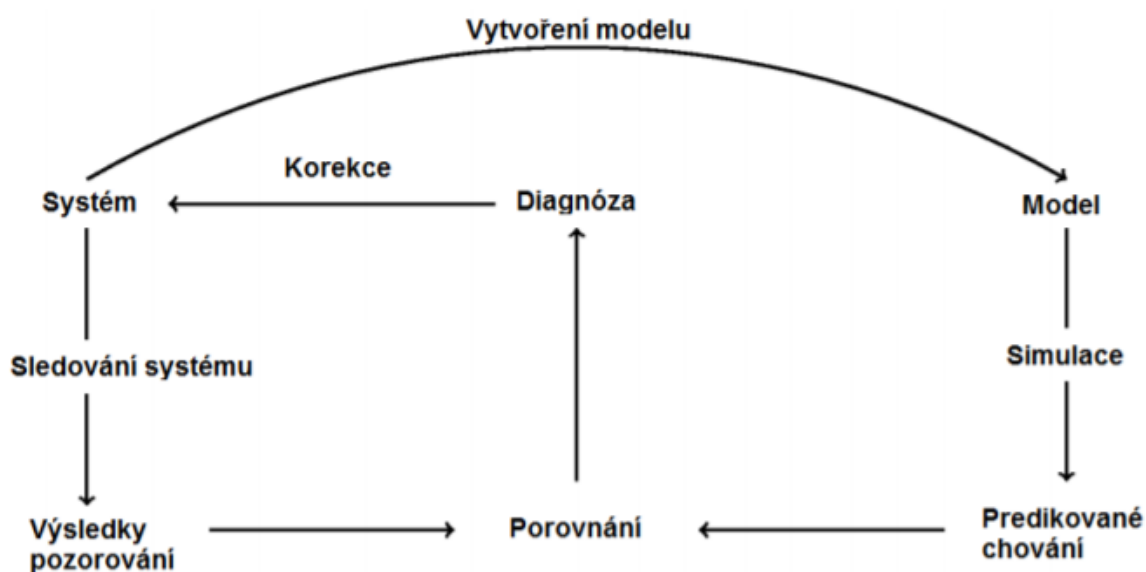 Vytvoření modelu
Korekce
Systém
Diagnóza
Model
Sledování systému
Simulace
Výsledky
pozorování
Porovnání
Predikované
chování